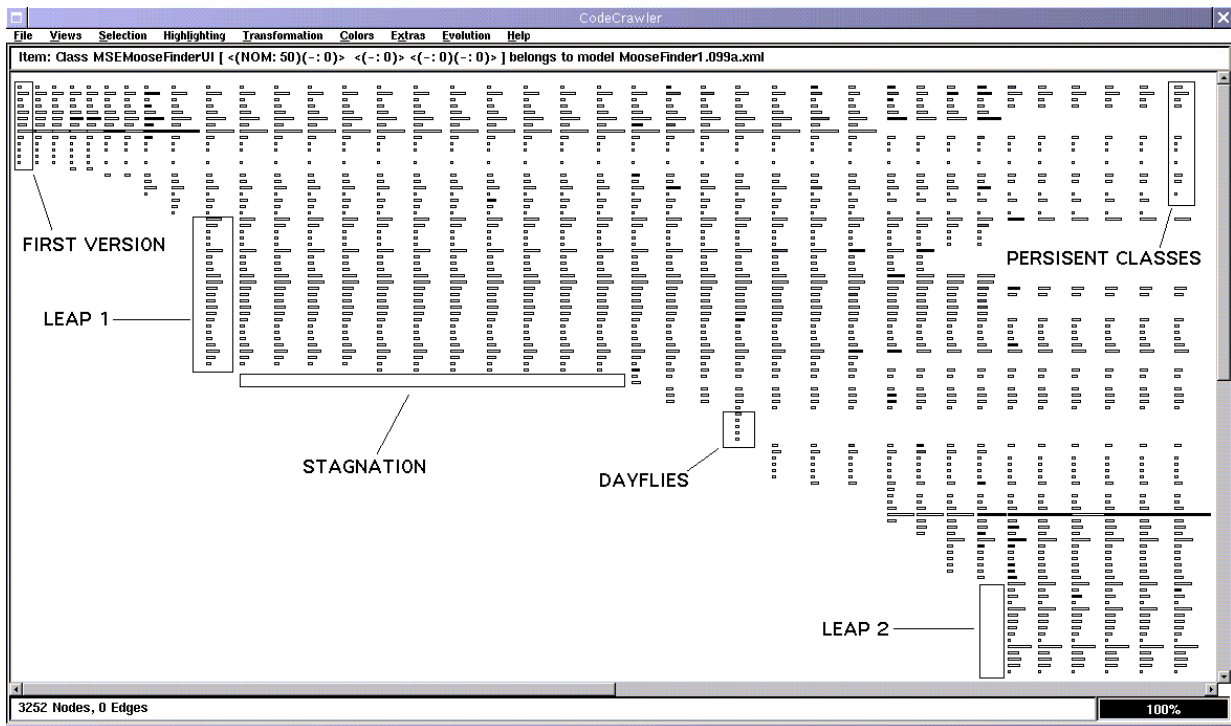 CodeCrawler
File Views Selection Highlighting Transformation Colors Extras Evolution Help
Item: Class MSEMooseFinderUI [ <(NOM: 50)(-: 0)> <(-: 0)> <(-: 0)(-: 0)> ] belongs to model MooseFinder1.099a.xml
FIRST VERSION
PERSISENT CLASSES
LEAP 1
STAGNATION
DAYFLIES
LEAP 2
3252 Nodes, 0 Edges
100%